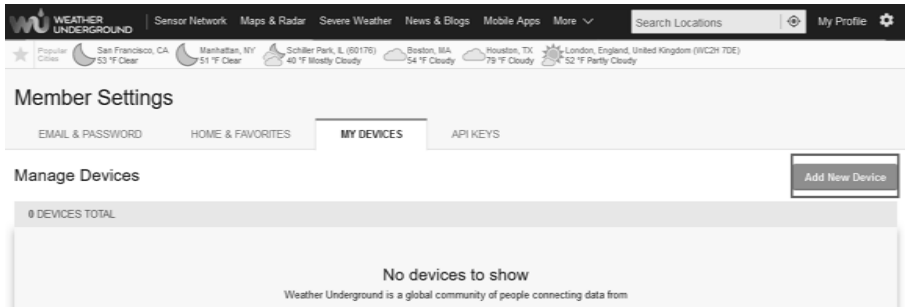 wu WEATHER UNDERGROUND Sensor Network Maps & Radar Severe Weather News & Blogs Mobile Apps More Search Locations My Profile
Popular Cities San Francisco, CA 53 °F Clear Manhattan, NY 51 °F Clear Schiller Park, IL (60176) 40 °F Mostly Cloudy Boston, MA 54 °F Cloudy Houston, TX 79 °F Cloudy London, England, United Kingdom (WC2H 7DE) 52 °F Partly Cloudy
Member Settings
EMAIL & PASSWORD HOME & FAVORITES MY DEVICES API KEYS
Manage Devices Add New Device
0 DEVICES TOTAL
No devices to show
Weather Underground is a global community of people connecting data from